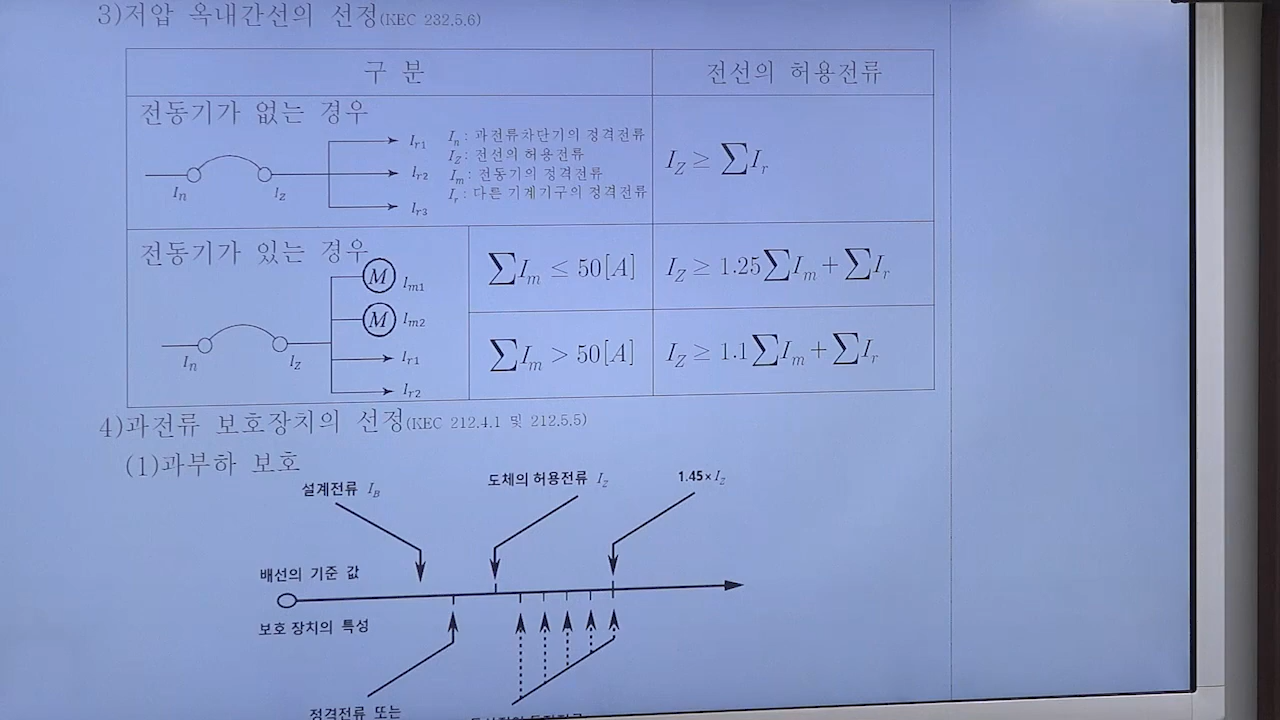 3)저압 옥내간선의 선정(KEC 232.5.6)
구 분
전선의 허용전류
전동기가 없는 경우
I_n
I_Z
I_r1
I_r2
I_r3
I_n : 과전류차단기의 정격전류
I_Z : 전선의 허용전류
I_m : 전동기의 정격전류
I_r : 다른 기계기구의 정격전류
I_Z ≥ ∑I_r
전동기가 있는 경우
M I_m1
M I_m2
I_n
I_Z
I_r1
I_r2
∑I_m ≤ 50[A]
I_Z ≥ 1.25∑I_m + ∑I_r
∑I_m > 50[A]
I_Z ≥ 1.1∑I_m + ∑I_r
4)과전류 보호장치의 선정(KEC 212.4.1 및 212.5.5)
(1)과부하 보호
설계전류 I_B
도체의 허용전류 I_Z
1.45× I_Z
배선의 기준 값
보호 장치의 특성
정격전류 또는